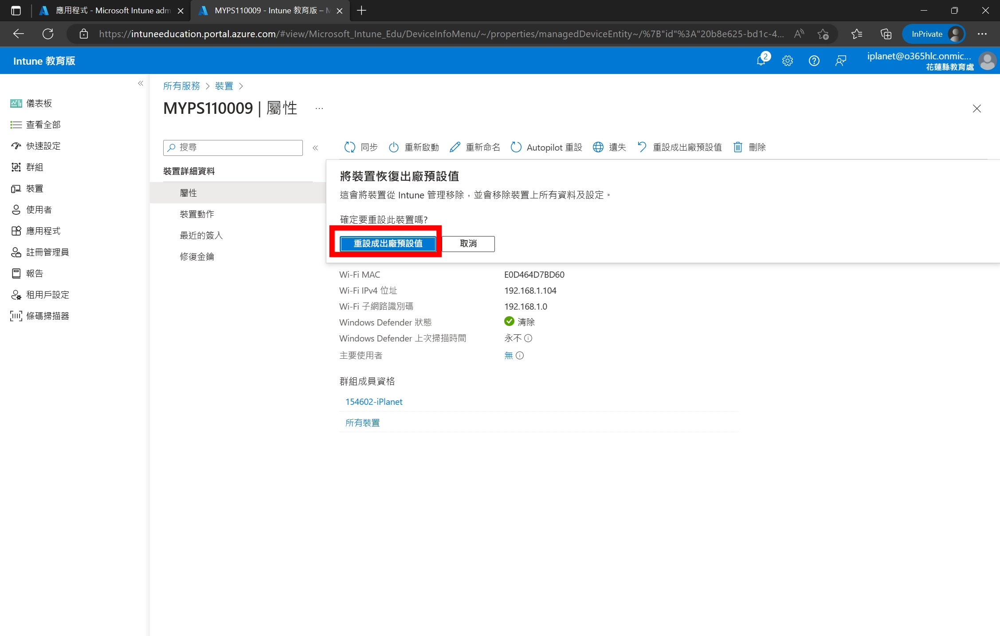 應用程式 - Microsoft Intune adm
MYPS110009 - Intune 教育版 – M
https://intuneeducation.portal.azure.com/#view/Microsoft_Intune_Edu/DeviceInfoMenu/~/properties/managedDeviceEntity~/%7B"id"%3A"20b8e625-bd1c-4...
InPrivate
Intune 教育版
2
iplanet@o365hlc.onmic...
花蓮縣教育處
所有服務 > 裝置 >
MYPS110009 | 屬性 ...
儀表板
查看全部
快速設定
群組
裝置
使用者
應用程式
註冊管理員
報告
租用戶設定
條碼掃描器
搜尋
裝置詳細資料
屬性
裝置動作
最近的簽入
修復金鑰
同步 重新啟動 重新命名 Autopilot 重設 遺失 重設成出廠預設值 刪除
將裝置恢復出廠預設值
這會將裝置從 Intune 管理移除，並會移除裝置上所有資料及設定。
確定要重設此裝置嗎?
重設成出廠預設值 取消
Wi-Fi MAC E0D464D7BD60
Wi-Fi IPv4 位址 192.168.1.104
Wi-Fi 子網路識別碼 192.168.1.0
Windows Defender 狀態 清除
Windows Defender 上次掃描時間 永不
主要使用者 無
群組成員資格
154602-iPlanet
所有裝置